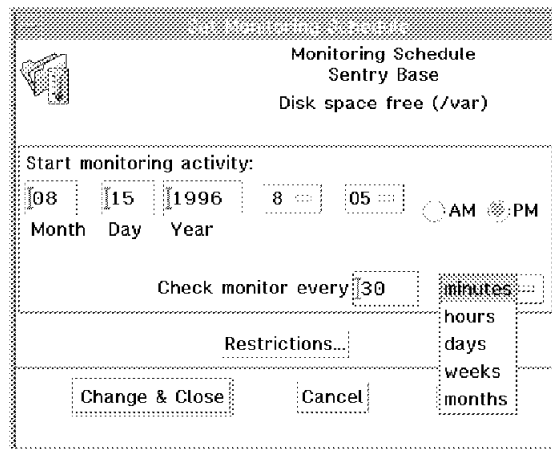 Set Monitoring Schedule
Monitoring Schedule
Sentry Base
Disk space free (/var)
Start monitoring activity:
08 15 1996 8 05 AM PM
Month Day Year
Check monitor every 30 minutes
hours
days
weeks
months
Restrictions...
Change & Close Cancel